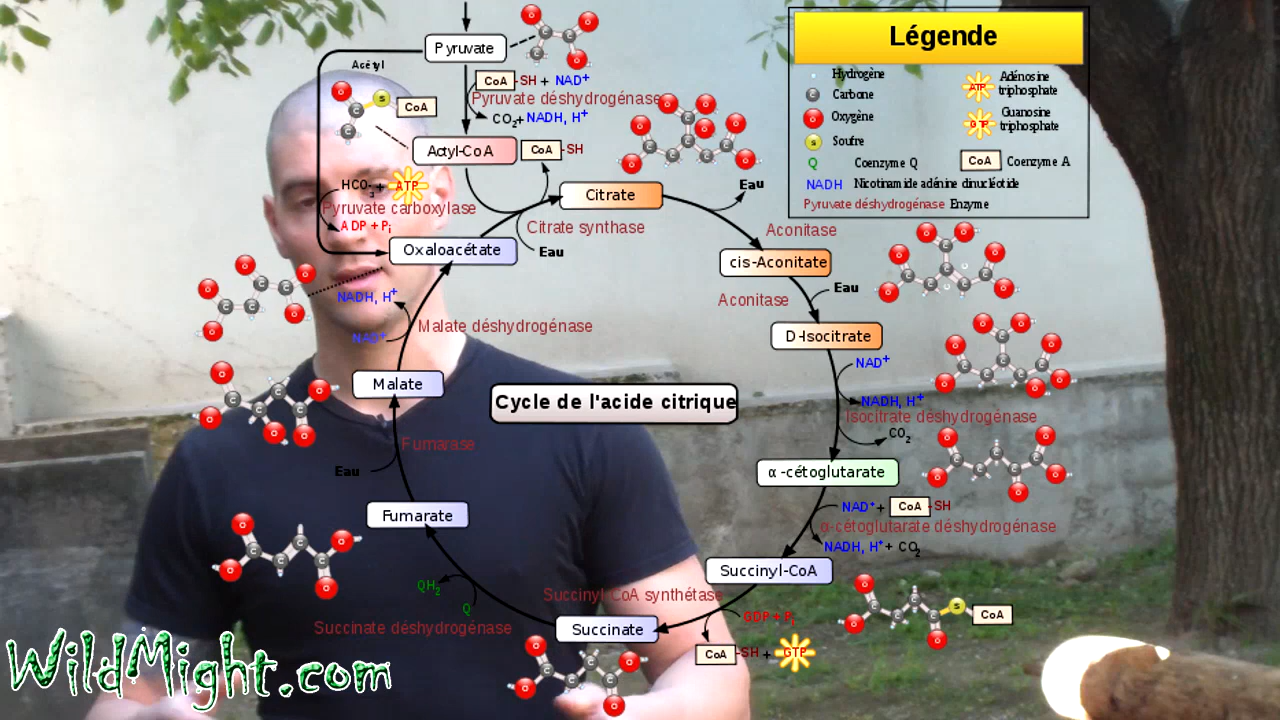 Pyruvate
Acétyl
CoA-SH + NAD+
Pyruvate déshydrogénase
CO2+ NADH, H+
S CoA
Actyl-CoA
CoA-SH
HCO3- + ATP
Pyruvate carboxylase
ADP + Pi
Citrate
Eau
Citrate synthase
Aconitase
Oxaloacétate
Eau
cis-Aconitate
NADH, H+
Aconitase
Eau
Malate déshydrogénase
NAD+
D-Isocitrate
NAD+
Malate
Cycle de l'acide citrique
NADH, H+
Isocitrate déshydrogénase
CO2
Fumarase
Eau
α-cétoglutarate
NAD+ + CoA-SH
Fumarate
α-cétoglutarate déshydrogénase
NADH, H+ + CO2
Succinyl-CoA
QH2
Q
Succinyl-CoA synthétase
GDP + Pi
S CoA
Succinate déshydrogénase
Succinate
CoA-SH + GTP
Légende
Hydrogène
C Carbone
O Oxygène
S Soufre
Q Coenzyme Q
ATP Adénosine
triphosphate
GTP Guanosine
triphosphate
CoA Coenzyme A
NADH Nicotinamide adénine dinucléotide
Pyruvate déshydrogénase Enzyme
WildMight.com